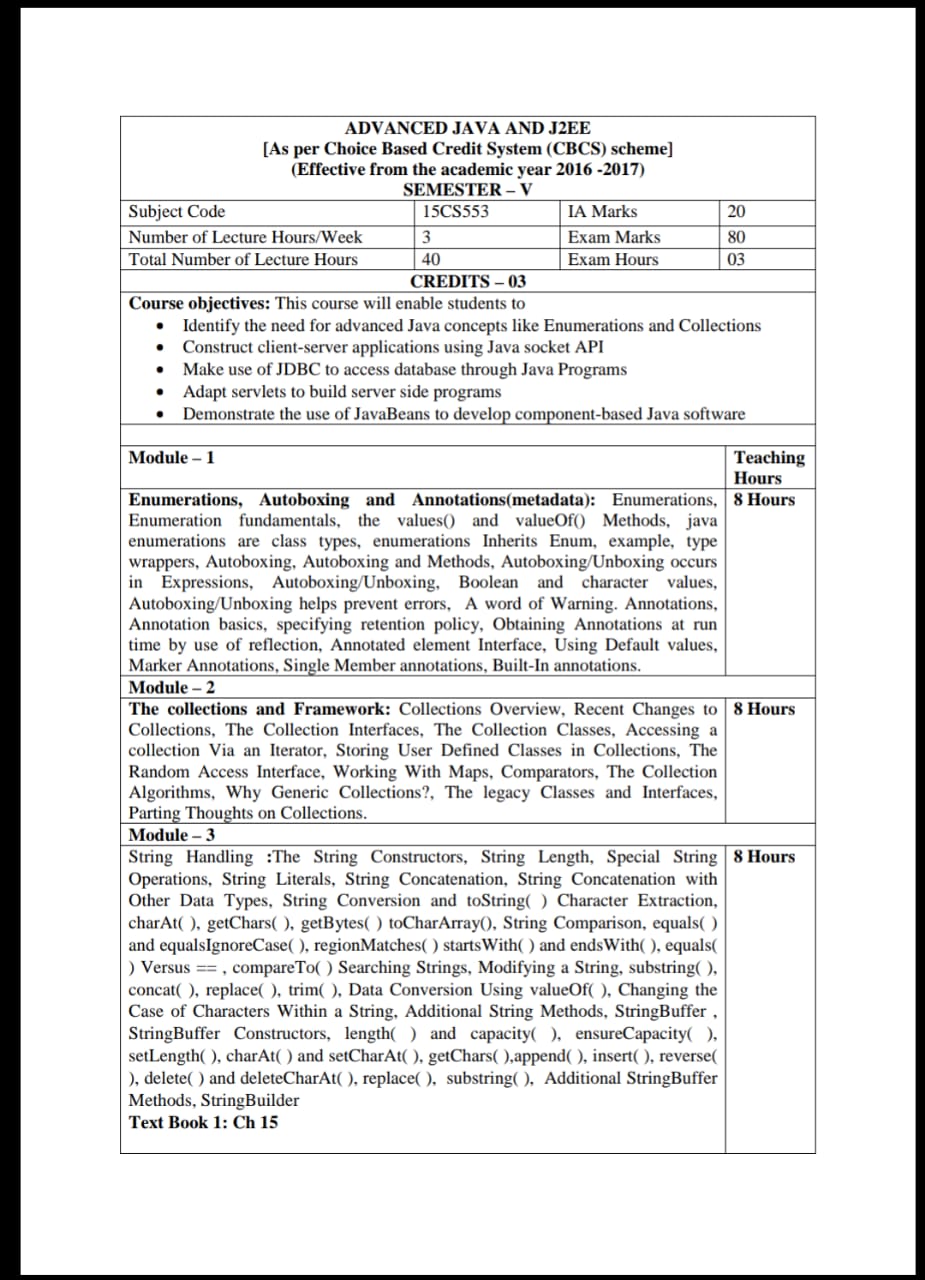 ADVANCED JAVA AND J2EE
[As per Choice Based Credit System (CBCS) scheme]
(Effective from the academic year 2016 -2017)
SEMESTER – V
Subject Code 15CS553 IA Marks 20
Number of Lecture Hours/Week 3 Exam Marks 80
Total Number of Lecture Hours 40 Exam Hours 03
CREDITS – 03
Course objectives: This course will enable students to
• Identify the need for advanced Java concepts like Enumerations and Collections
• Construct client-server applications using Java socket API
• Make use of JDBC to access database through Java Programs
• Adapt servlets to build server side programs
• Demonstrate the use of JavaBeans to develop component-based Java software
Module – 1 Teaching
Hours
Enumerations, Autoboxing and Annotations(metadata): Enumerations, 8 Hours
Enumeration fundamentals, the values() and valueOf() Methods, java
enumerations are class types, enumerations Inherits Enum, example, type
wrappers, Autoboxing, Autoboxing and Methods, Autoboxing/Unboxing occurs
in Expressions, Autoboxing/Unboxing, Boolean and character values,
Autoboxing/Unboxing helps prevent errors, A word of Warning. Annotations,
Annotation basics, specifying retention policy, Obtaining Annotations at run
time by use of reflection, Annotated element Interface, Using Default values,
Marker Annotations, Single Member annotations, Built-In annotations.
Module – 2
The collections and Framework: Collections Overview, Recent Changes to 8 Hours
Collections, The Collection Interfaces, The Collection Classes, Accessing a
collection Via an Iterator, Storing User Defined Classes in Collections, The
Random Access Interface, Working With Maps, Comparators, The Collection
Algorithms, Why Generic Collections?, The legacy Classes and Interfaces,
Parting Thoughts on Collections.
Module – 3
String Handling :The String Constructors, String Length, Special String 8 Hours
Operations, String Literals, String Concatenation, String Concatenation with
Other Data Types, String Conversion and toString( ) Character Extraction,
charAt( ), getChars( ), getBytes( ) toCharArray(), String Comparison, equals( )
and equalsIgnoreCase( ), regionMatches( ) startsWith( ) and endsWith( ), equals(
) Versus == , compareTo( ) Searching Strings, Modifying a String, substring( ),
concat( ), replace( ), trim( ), Data Conversion Using valueOf( ), Changing the
Case of Characters Within a String, Additional String Methods, StringBuffer ,
StringBuffer Constructors, length( ) and capacity( ), ensureCapacity( ),
setLength( ), charAt( ) and setCharAt( ), getChars( ),append( ), insert( ), reverse(
), delete( ) and deleteCharAt( ), replace( ), substring( ), Additional StringBuffer
Methods, StringBuilder
Text Book 1: Ch 15